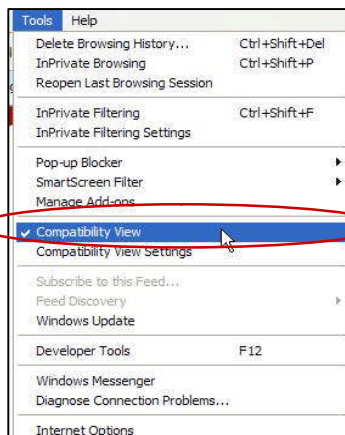 Tools Help
Delete Browsing History... Ctrl+Shift+Del
InPrivate Browsing Ctrl+Shift+P
Reopen Last Browsing Session
InPrivate Filtering Ctrl+Shift+F
InPrivate Filtering Settings
Pop-up Blocker
SmartScreen Filter
Manage Add-ons
Compatibility View
Compatibility View Settings
Subscribe to this Feed...
Feed Discovery
Windows Update
Developer Tools F12
Windows Messenger
Diagnose Connection Problems...
Internet Options